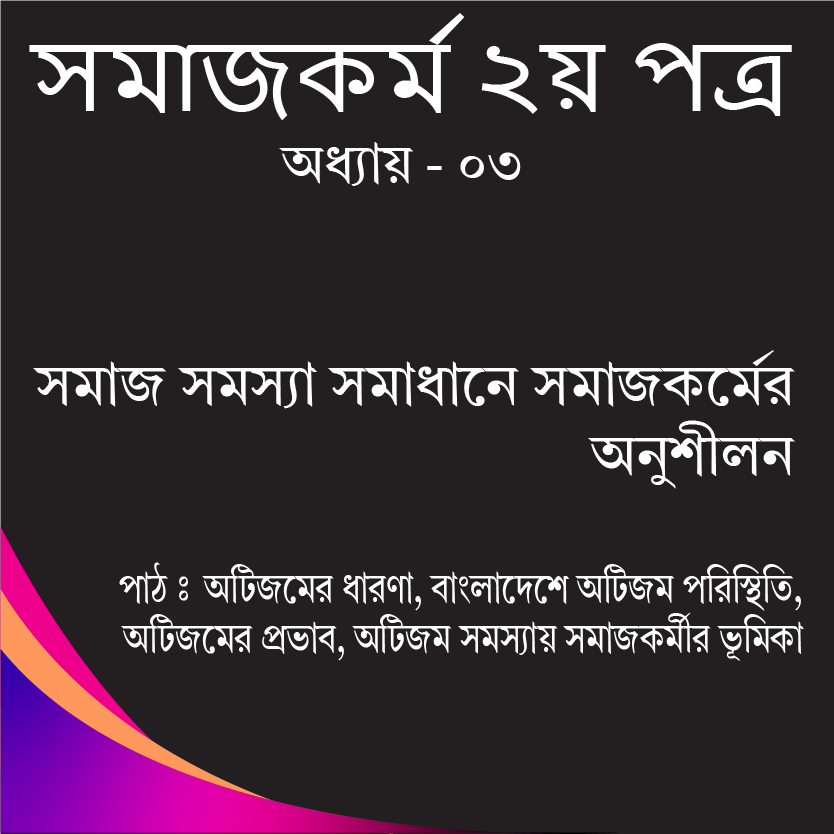 সমাজকর্ম ২য় পত্র
অধ্যায় - ০৩
সমাজ সমস্যা সমাধানে সমাজকর্মের
অনুশীলন
পাঠ ঃ অটিজমের ধারণা, বাংলাদেশে অটিজম পরিস্থিতি,
অটিজমের প্রভাব, অটিজম সমস্যায় সমাজকর্মীর ভূমিকা